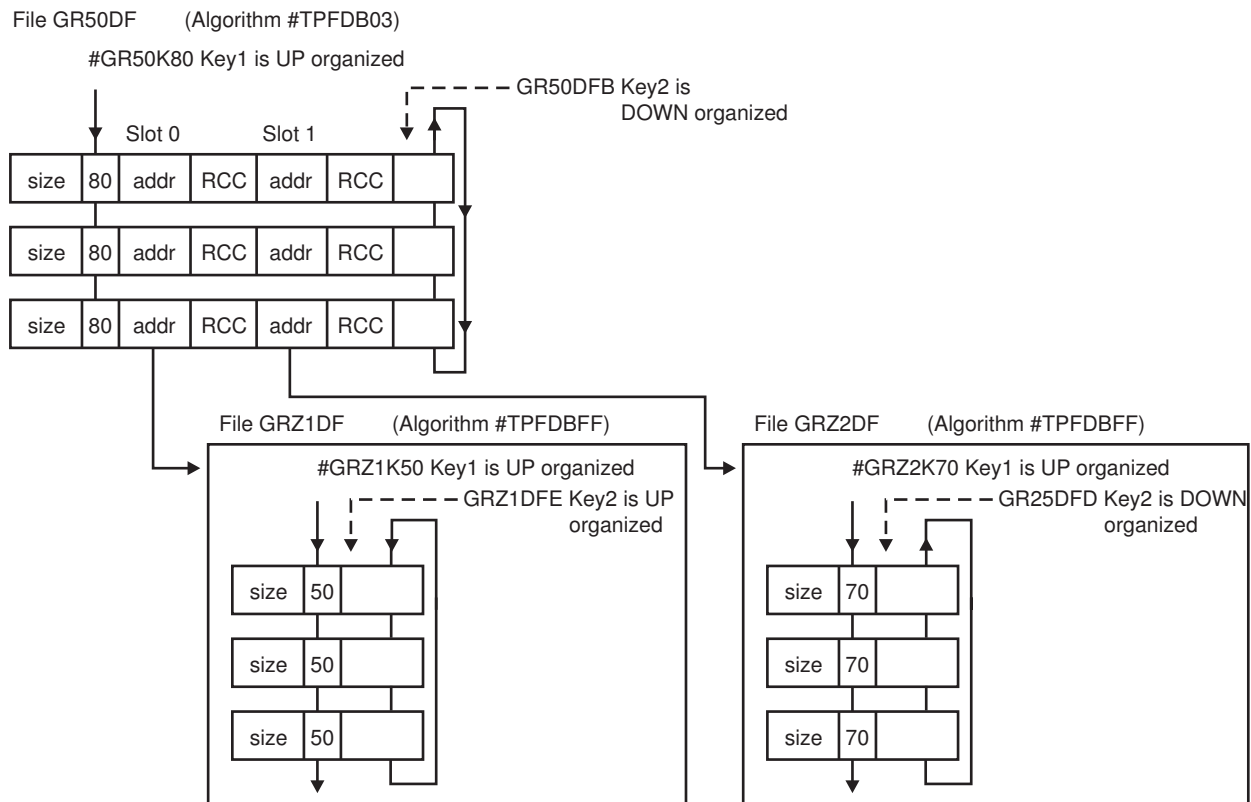 File GR50DF (Algorithm #TPFDB03)
#GR50K80 Key1 is UP organized
GR50DFB Key2 is
DOWN organized
Slot 0 Slot 1
size 80 addr RCC addr RCC
size 80 addr RCC addr RCC
size 80 addr RCC addr RCC
File GRZ1DF (Algorithm #TPFDBFF)
#GRZ1K50 Key1 is UP organized
GRZ1DFE Key2 is UP
organized
size 50
size 50
size 50
File GRZ2DF (Algorithm #TPFDBFF)
#GRZ2K70 Key1 is UP organized
GR25DFD Key2 is DOWN
organized
size 70
size 70
size 70